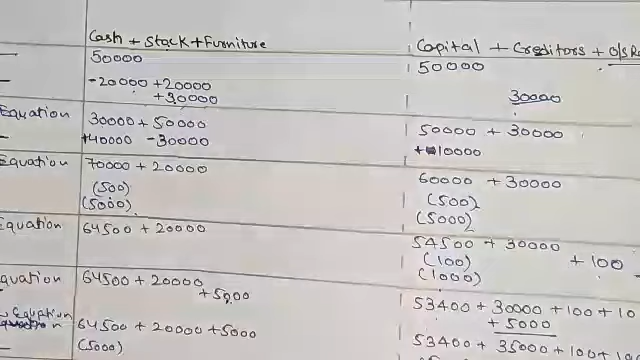 Cash + Stock + Furniture
Capital + Creditors + O/S
50000
50000
-20000 +20000
+30000
30000
Equation
30000 + 50000
50000 + 30000
+40000 -30000
+10000
Equation
70000 + 20000
60000 + 30000
(500)
(500)
(5000)
(5000)
Equation
64500 + 20000
54500 + 30000
+ 100
(100)
(1000)
Equation
64500 + 20000
+5000
53400 + 30000 + 100 + 10
+ 5000
Equation
64500 + 20000 +5000
53400 + 35000 + 100 +
(5000)